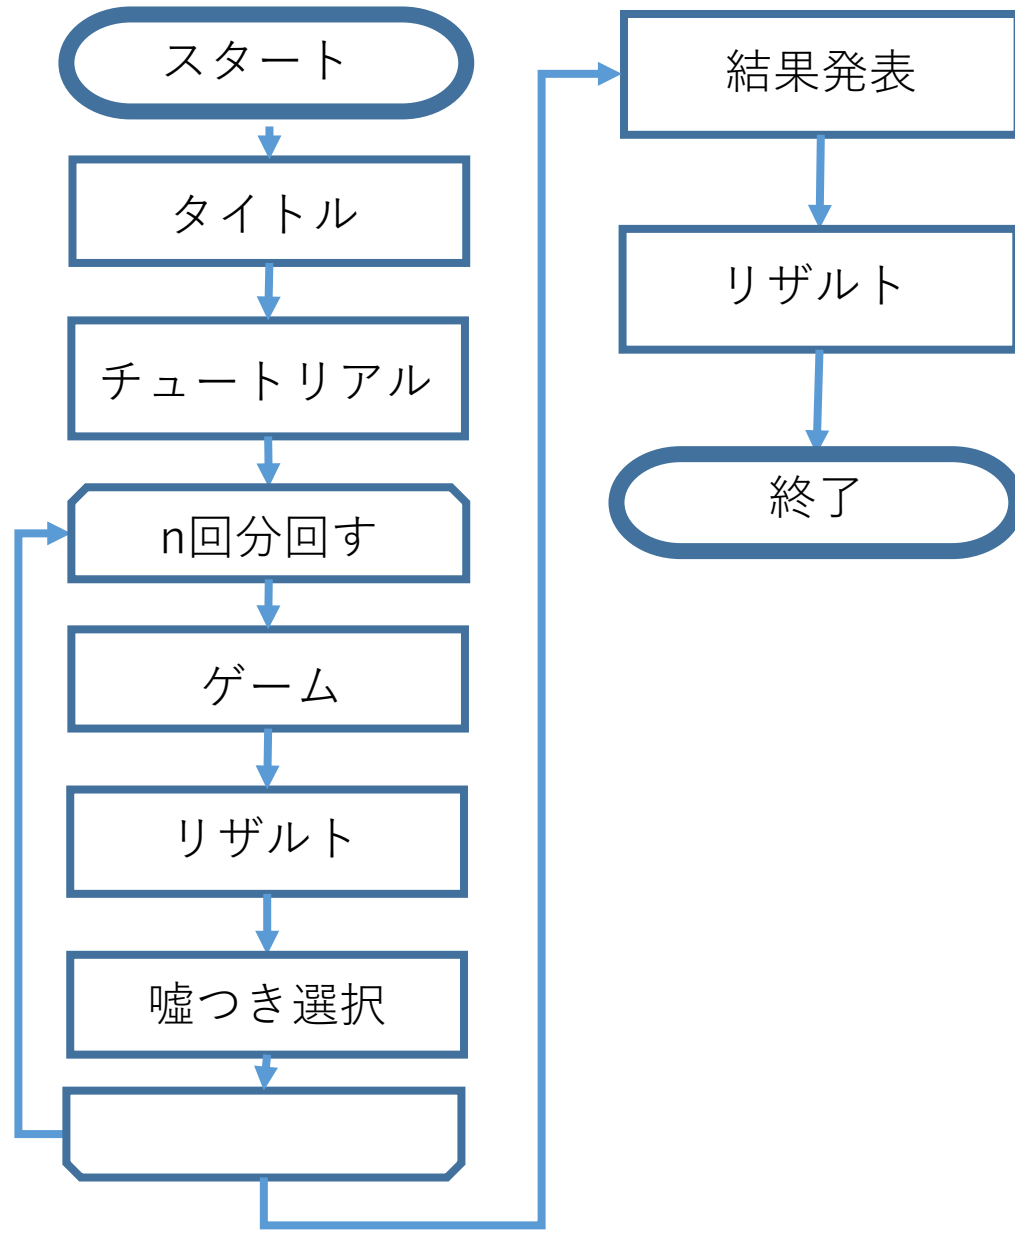 スタート
タイトル
チュートリアル
n回分回す
ゲーム
リザルト
嘘つき選択
結果発表
リザルト
終了